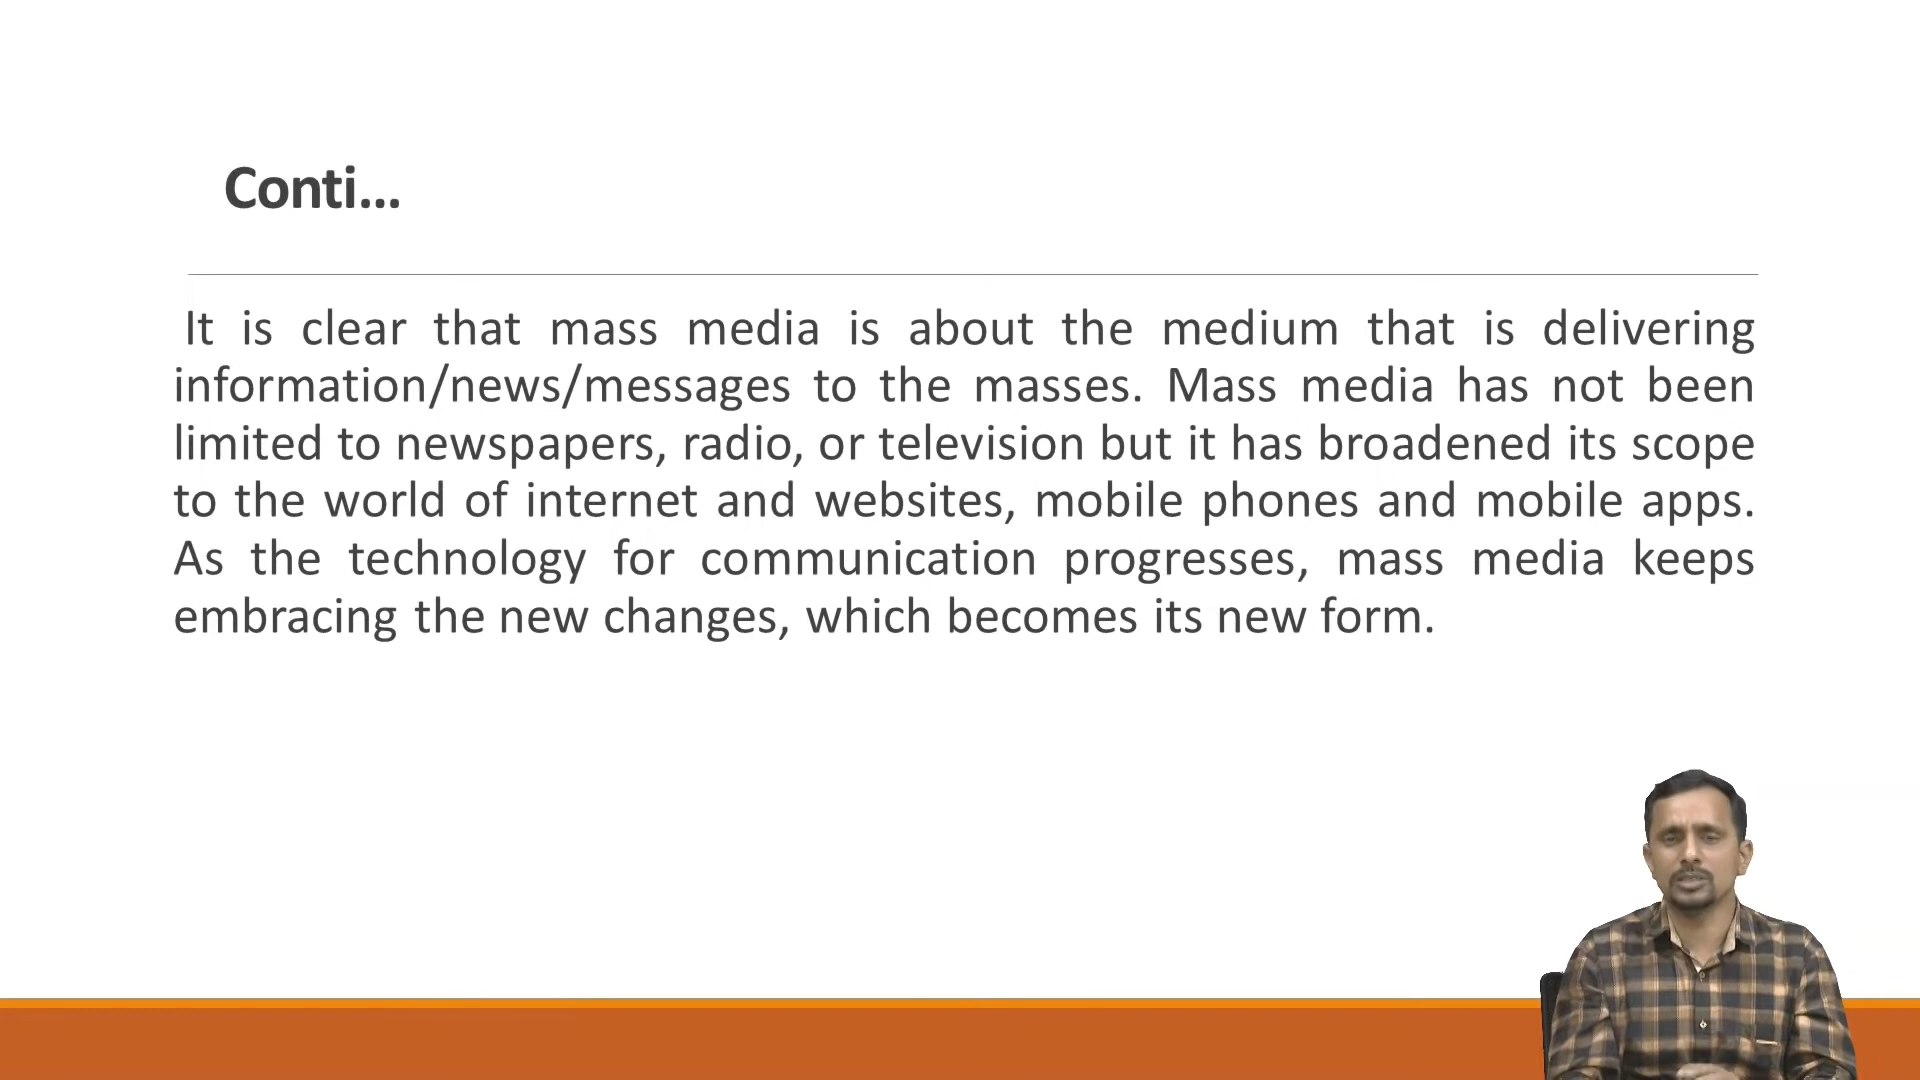 Conti...
It is clear that mass media is about the medium that is delivering
information/news/messages to the masses. Mass media has not been
limited to newspapers, radio, or television but it has broadened its scope
to the world of internet and websites, mobile phones and mobile apps.
As the technology for communication progresses, mass media keeps
embracing the new changes, which becomes its new form.